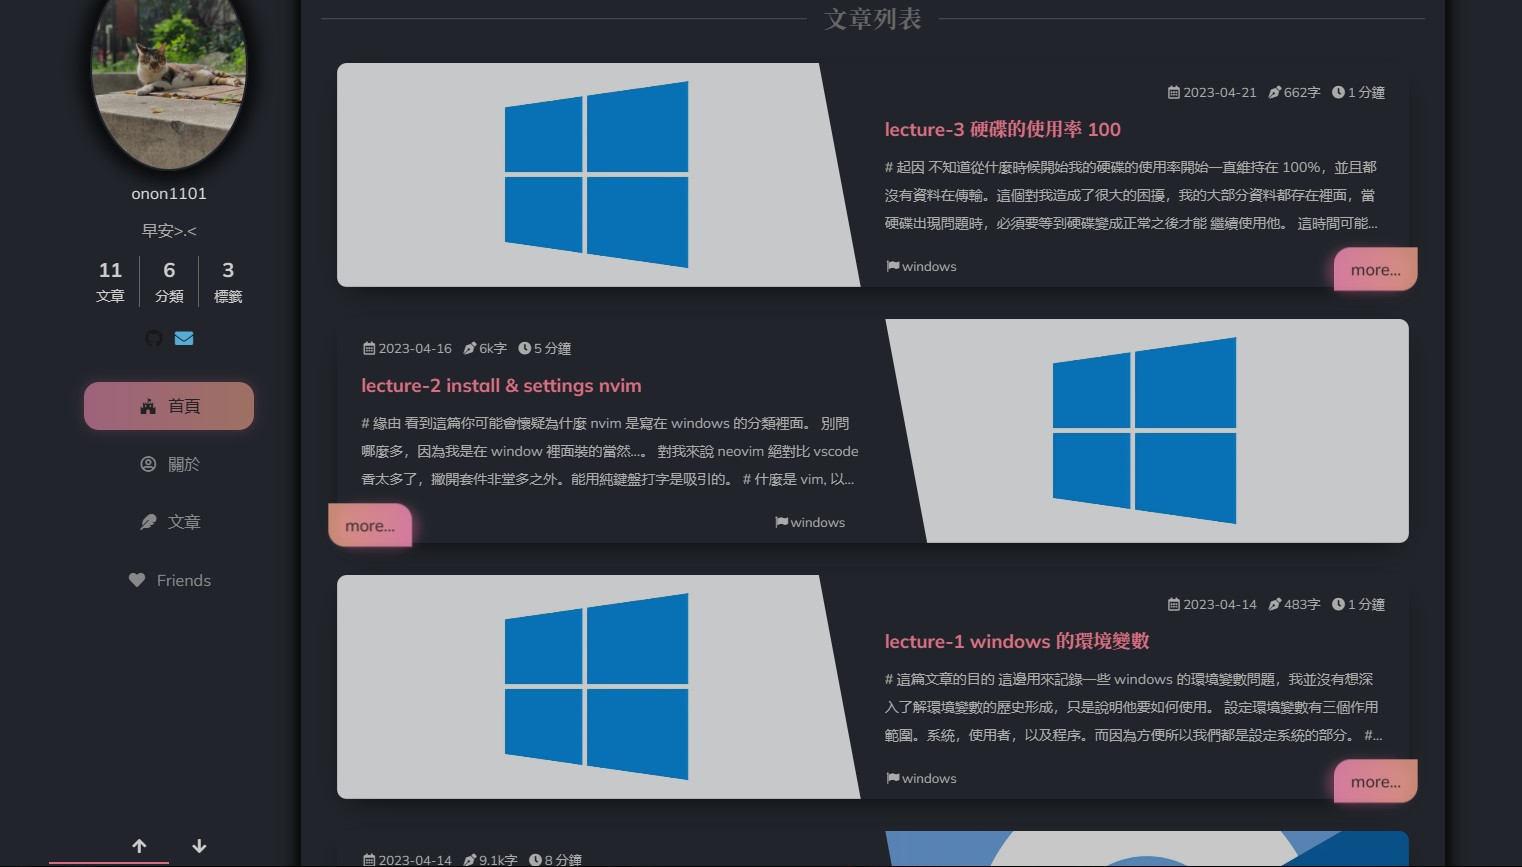 文章列表
onon1101
早安>.<
11
文章
6
分類
3
標籤
首頁
關於
文章
Friends
2023-04-21 662字 1 分鐘
lecture-3 硬碟的使用率 100
# 起因 不知道從什麼時候開始我的硬碟的使用率開始一直維持在 100%，並且都
沒有資料在傳輸。這個對我造成了很大的困擾，我的大部分資料都存在裡面，當
硬碟出現問題時，必須要等到硬碟變成正常之後才能 繼續使用他。 這時間可能...
windows
more...
2023-04-16 6k字 5 分鐘
lecture-2 install & settings nvim
# 緣由 看到這篇你可能會懷疑為什麼 nvim 是寫在 windows 的分類裡面。 別問
哪麼多，因為我是在 window 裡面裝的當然...。 對我來說 neovim 絕對比 vscode
香太多了，撇開套件非堂多之外。能用純鍵盤打字是吸引的。 # 什麼是 vim, 以...
more...
windows
2023-04-14 483字 1 分鐘
lecture-1 windows 的環境變數
# 這篇文章的目的 這邊用來記錄一些 windows 的環境變數問題，我並沒有想深
入了解環境變數的歷史形成，只是說明他要如何使用。 設定環境變數有三個作用
範圍。系統，使用者，以及程序。而因為方便所以我們都是設定系統的部分。 #...
windows
more...
2023-04-14 9.1k字 8 分鐘